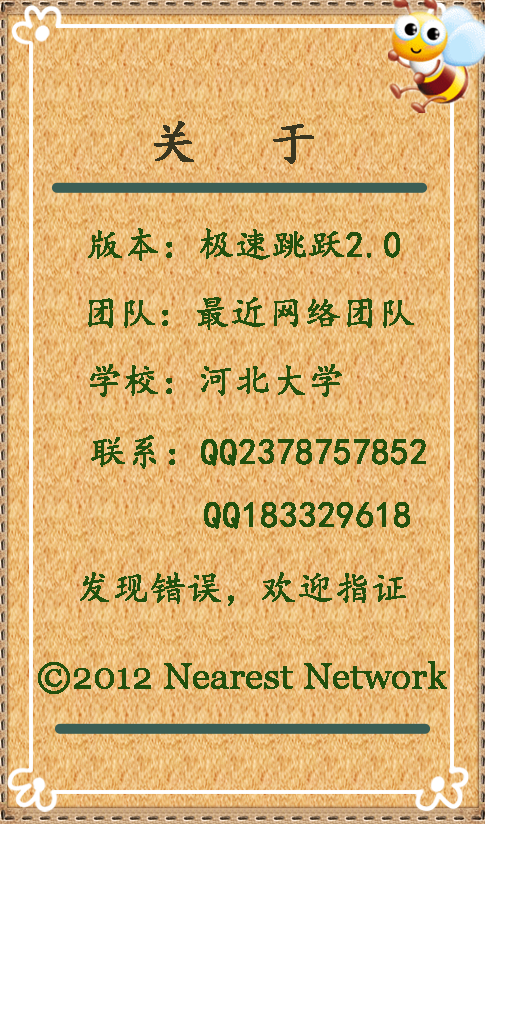 关 于
版本：极速跳跃2.0
团队：最近网络团队
学校：河北大学
联系：QQ2378757852
QQ183329618
发现错误，欢迎指证
©2012 Nearest Network